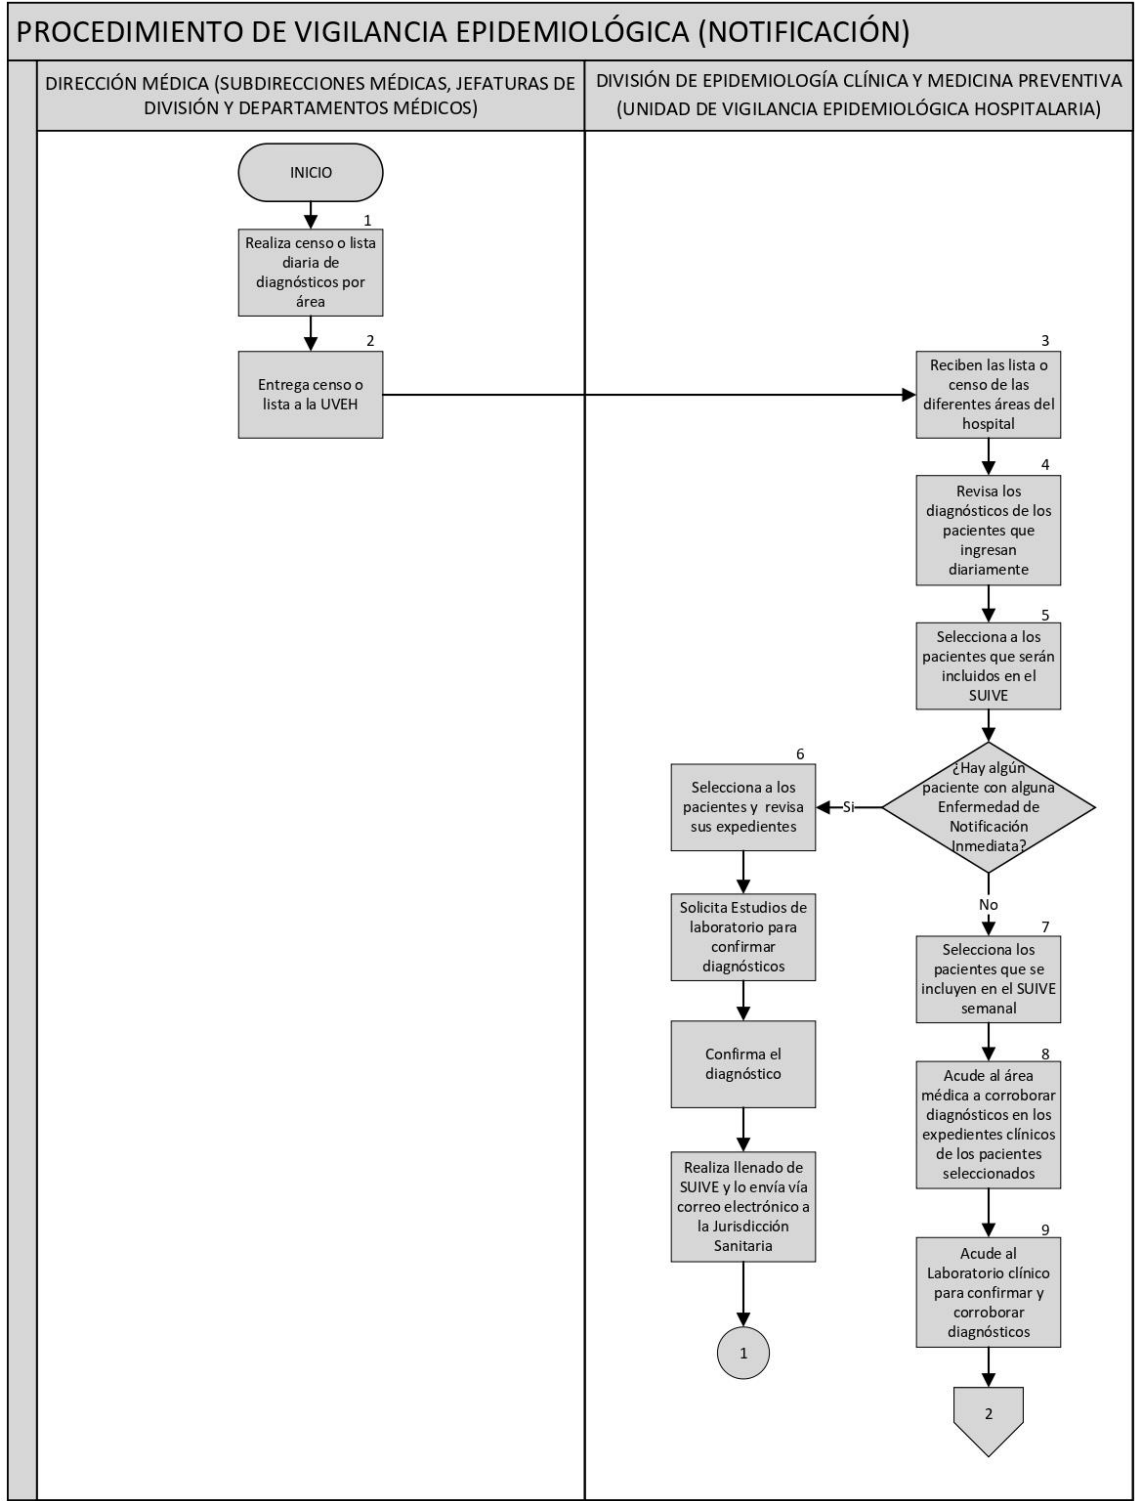 PROCEDIMIENTO DE VIGILANCIA EPIDEMIOLÓGICA (NOTIFICACIÓN)
DIRECCIÓN MÉDICA (SUBDIRECCIONES MÉDICAS, JEFATURAS DE
DIVISIÓN Y DEPARTAMENTOS MÉDICOS)
DIVISIÓN DE EPIDEMIOLOGÍA CLÍNICA Y MEDICINA PREVENTIVA
(UNIDAD DE VIGILANCIA EPIDEMIOLÓGICA HOSPITALARIA)
INICIO
1
Realiza censo o lista
diaria de
diagnósticos por
área
2
Entrega censo o
lista a la UVEH
3
Reciben las lista o
censo de las
diferentes áreas del
hospital
4
Revisa los
diagnósticos de los
pacientes que
ingresan
diariamente
5
Selecciona a los
pacientes que serán
incluidos en el
SUIVE
¿Hay algún
paciente con alguna
Enfermedad de
Notificación
Inmediata?
Si
6
Selecciona a los
pacientes y revisa
sus expedientes
Solicita Estudios de
laboratorio para
confirmar
diagnósticos
Confirma el
diagnóstico
Realiza llenado de
SUIVE y lo envía vía
correo electrónico a
la Jurisdicción
Sanitaria
1
No
7
Selecciona los
pacientes que se
incluyen en el SUIVE
semanal
8
Acude al área
médica a corroborar
diagnósticos en los
expedientes clínicos
de los pacientes
seleccionados
9
Acude al
Laboratorio clínico
para confirmar y
corroborar
diagnósticos
2